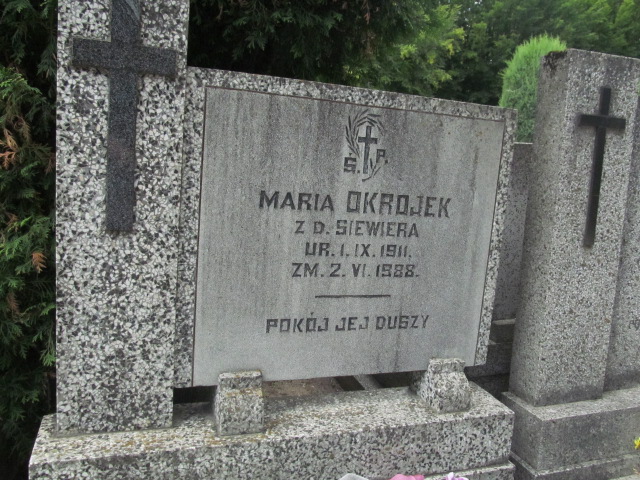 Ś. P.
MARIA OKROJEK
Z D. SIEWIERA
UR. 1. IX. 1911.
ZM. 2. VI. 1988.
POKÓJ JEJ DUSZY